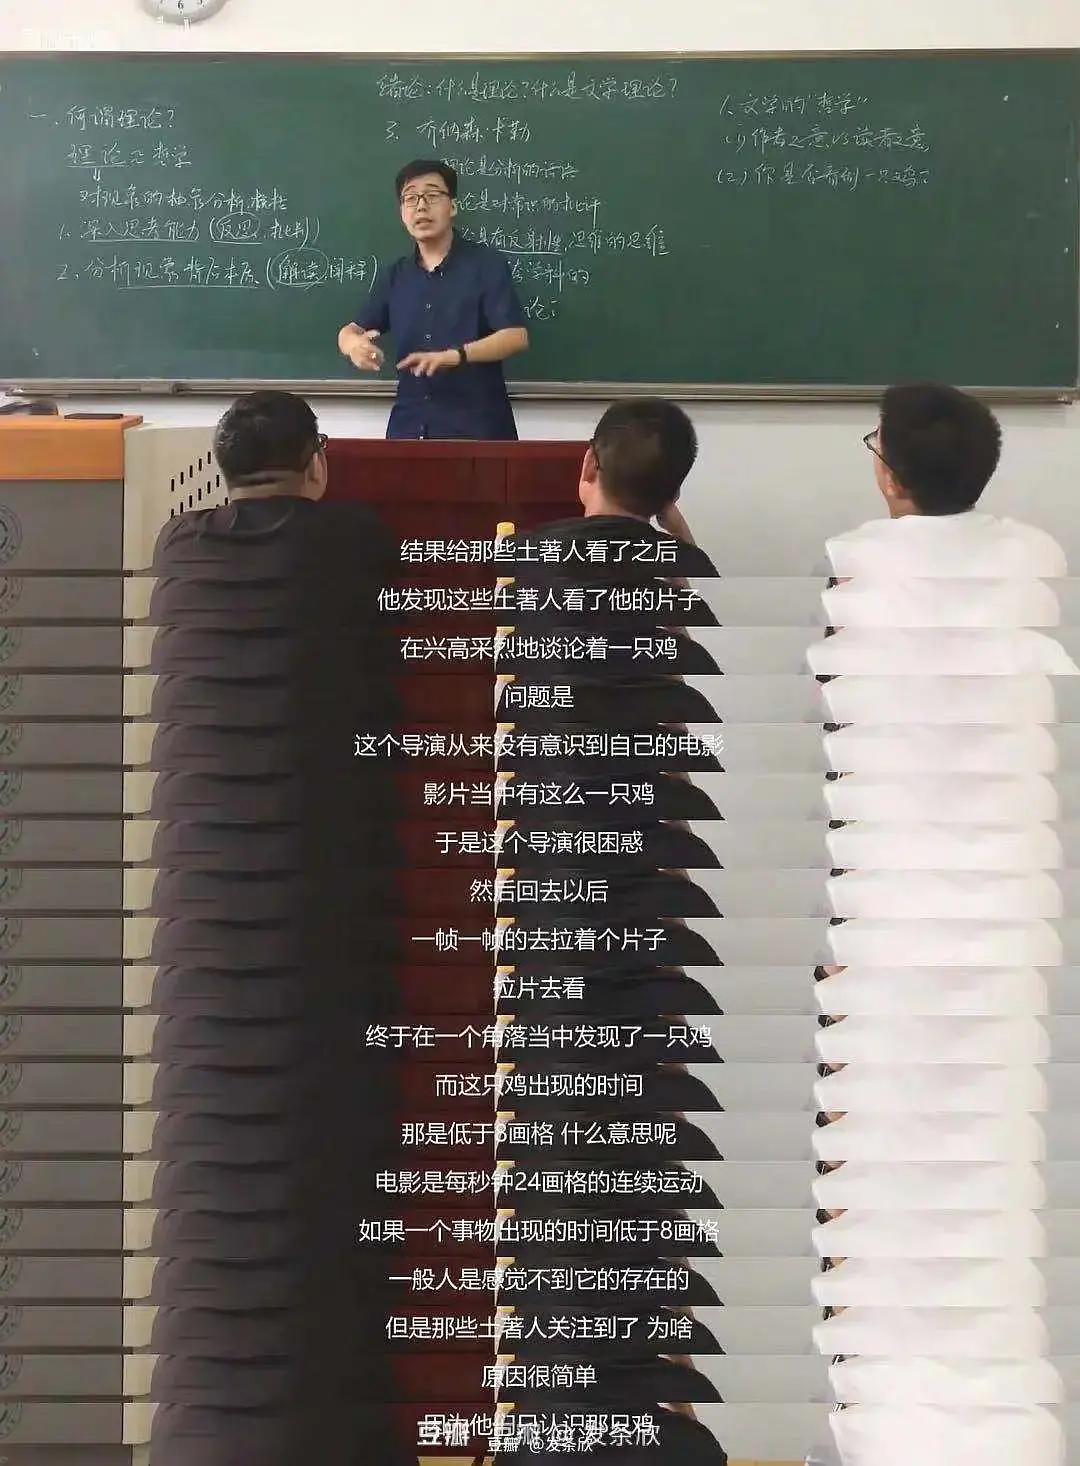 绪论:什么是理论?什么是文学理论?
一、何谓理论?
理论 哲学
对现象的抽象分析、概括
1、深入思考能力(反思、批判)
2、分析现象背后本质(解读、阐释)
三、乔纳森·卡勒
理论是分析的话语
论是对常识的批评
具有反射性,思维的思维
跨学科的
论:
1、文学的"哲学"
(1)作者之意VS读者之意
(2)你是否看到一只鸡?
结果给那些土著人看了之后
他发现这些土著人看了他的片子
在兴高采烈地谈论着一只鸡
问题是
这个导演从来没有意识到自己的电影
影片当中有这么一只鸡
于是这个导演很困惑
然后回去以后
一帧一帧的去拉着个片子
拉片去看
终于在一个角落当中发现了一只鸡
而这只鸡出现的时间
那是低于8画格 什么意思呢
电影是每秒钟24画格的连续运动
如果一个事物出现的时间低于8画格
一般人是感觉不到它的存在的
但是那些土著人关注到了 为啥
原因很简单
因为他们只认识那只鸡
豆瓣 @发条欣